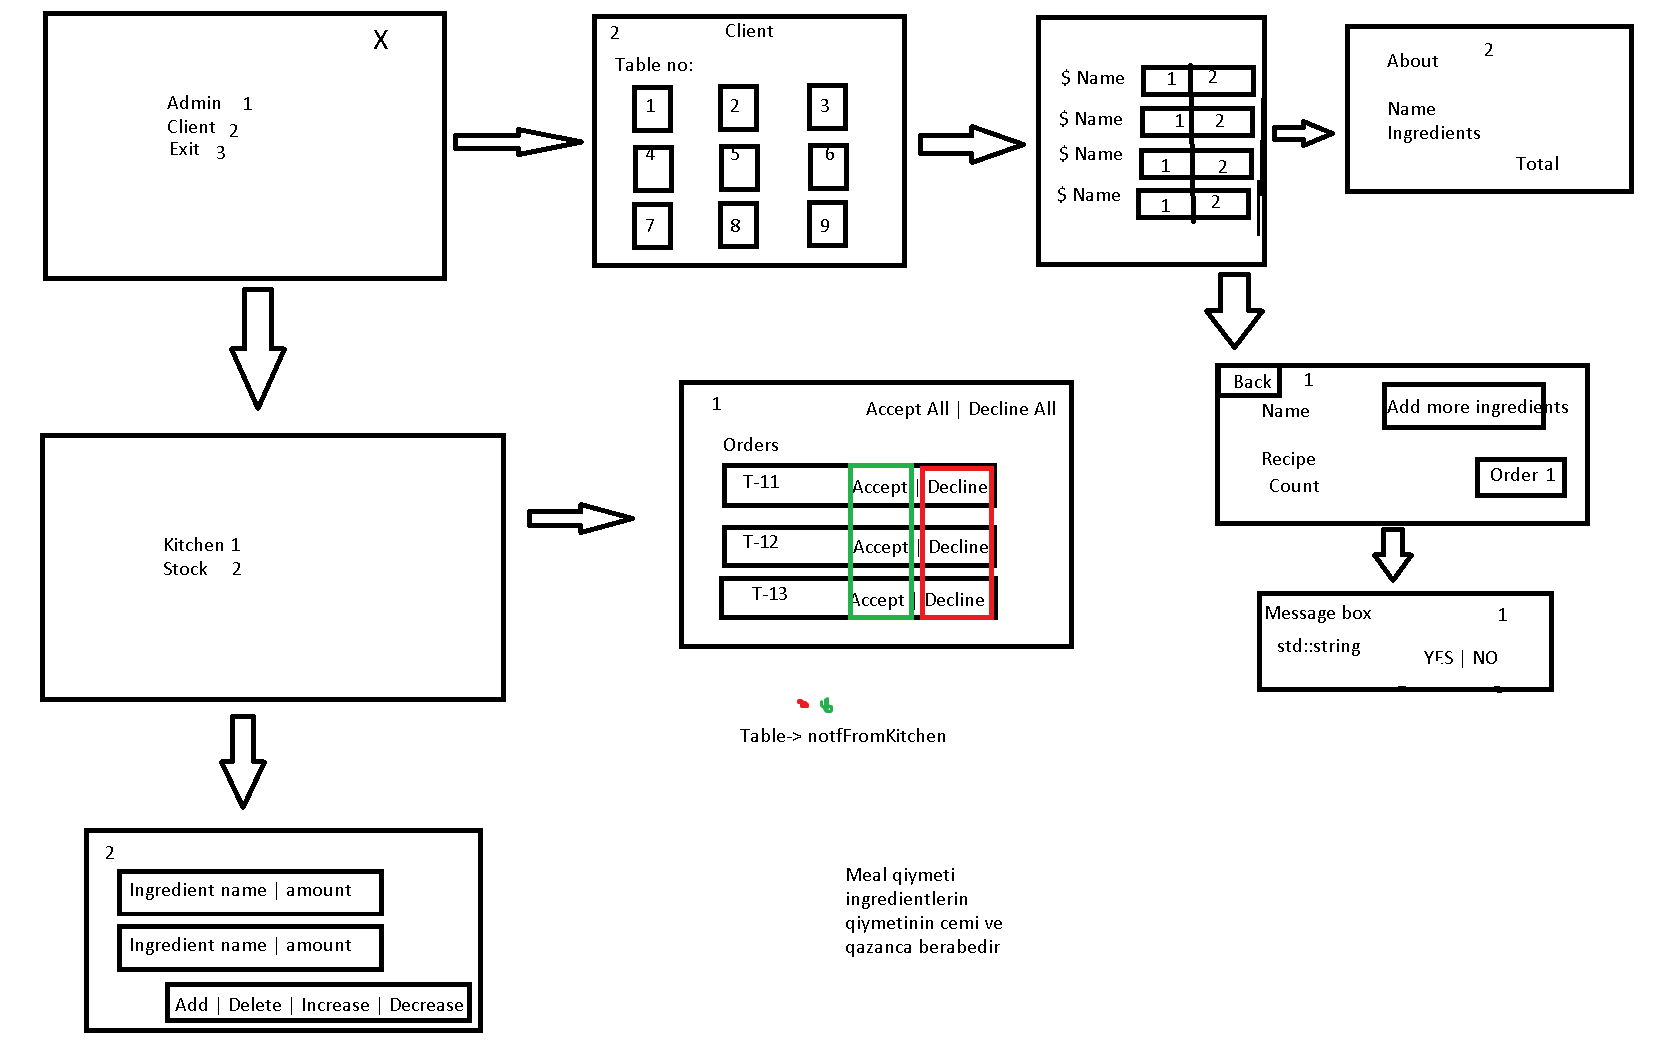 X
Admin 1
Client 2
Exit 3
2 Client
Table no:
1 2 3
4 5 6
7 8 9
$ Name 1 2
$ Name 1 2
$ Name 1 2
$ Name 1 2
2
About
Name
Ingredients
Total
Back 1
Name
Add more ingredients
Recipe
Count
Order 1
Message box 1
std::string
YES | NO
Kitchen 1
Stock 2
1
Accept All | Decline All
Orders
T-11 Accept | Decline
T-12 Accept | Decline
T-13 Accept | Decline
Table-> notfFromKitchen
2
Ingredient name | amount
Ingredient name | amount
Add | Delete | Increase | Decrease
Meal qiymeti
ingredientlerin
qiymetinin cemi ve
qazanca berabedir